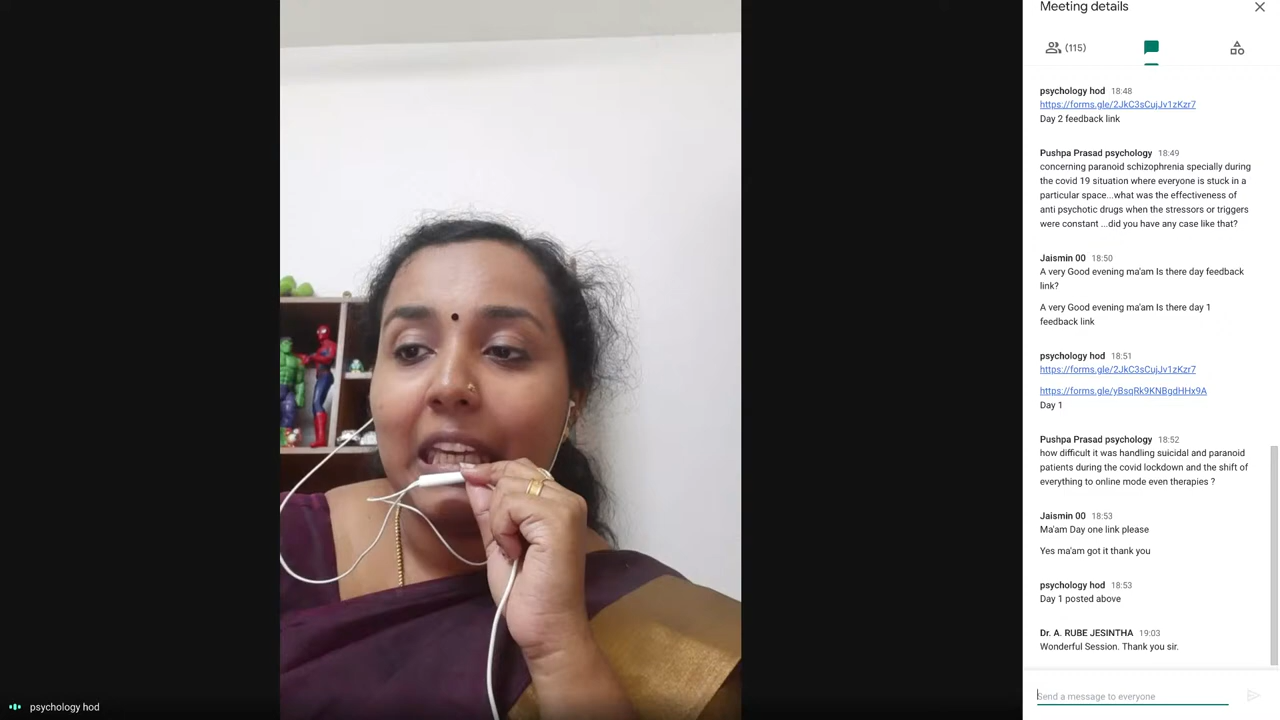 Meeting details
(115)
psychology hod 18:48
https://forms.gle/2JkC3sCujJv1zKzr7
Day 2 feedback link
Pushpa Prasad psychology 18:49
concerning paranoid schizophrenia specially during
the covid 19 situation where everyone is stuck in a
particular space...what was the effectiveness of
anti psychotic drugs when the stressors or triggers
were constant ...did you have any case like that?
Jaismin 00 18:50
A very Good evening ma'am Is there day feedback
link?
A very Good evening ma'am Is there day 1
feedback link
psychology hod 18:51
https://forms.gle/2JkC3sCujJv1zKzr7
https://forms.gle/yBsqRk9KNBgdHHx9A
Day 1
Pushpa Prasad psychology 18:52
how difficult it was handling suicidal and paranoid
patients during the covid lockdown and the shift of
everything to online mode even therapies ?
Jaismin 00 18:53
Ma'am Day one link please
Yes ma'am got it thank you
psychology hod 18:53
Day 1 posted above
Dr. A. RUBE JESINTHA 19:03
Wonderful Session. Thank you sir.
Send a message to everyone
psychology hod